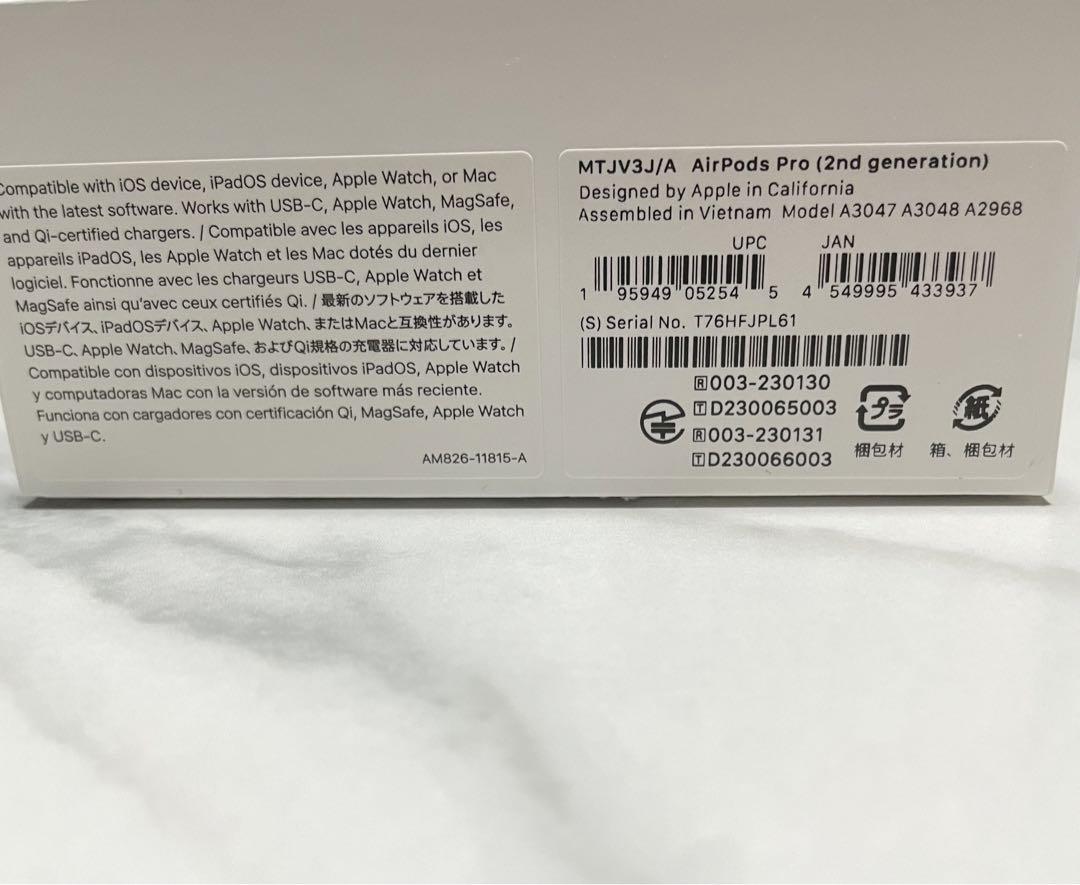 Compatible with iOS device, iPadOS device, Apple Watch, or Mac
with the latest software. Works with USB-C, Apple Watch, MagSafe,
and Qi-certified chargers. / Compatible avec les appareils iOS, les
appareils iPadOS, les Apple Watch et les Mac dotés du dernier
logiciel. Fonctionne avec les chargeurs USB-C, Apple Watch et
MagSafe ainsi qu'avec ceux certifiés Qi. / 最新のソフトウェアを搭載した
iOSデバイス、iPadOSデバイス、Apple Watch、またはMacと互換性があります。
USB-C、Apple Watch、MagSafe、およびQi規格の充電器に対応しています。/
Compatible con dispositivos iOS, dispositivos iPadOS, Apple Watch
y computadoras Mac con la versión de software más reciente.
Funciona con cargadores con certificación Qi, MagSafe, Apple Watch
y USB-C.
AM826-11815-A
MTJV3J/A AirPods Pro (2nd generation)
Designed by Apple in California
Assembled in Vietnam Model A3047 A3048 A2968
UPC JAN
1 95949 05254 5 4 549995 433937
(S) Serial No. T76HFJPL61
R 003-230130
T D230065003
R 003-230131
T D230066003
プラ
梱包材
紙
箱、梱包材